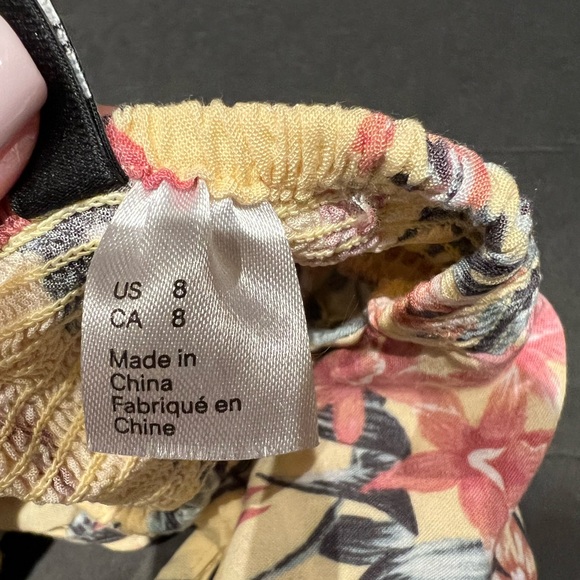 US 8
CA 8
Made in
China
Fabriqué en
Chine